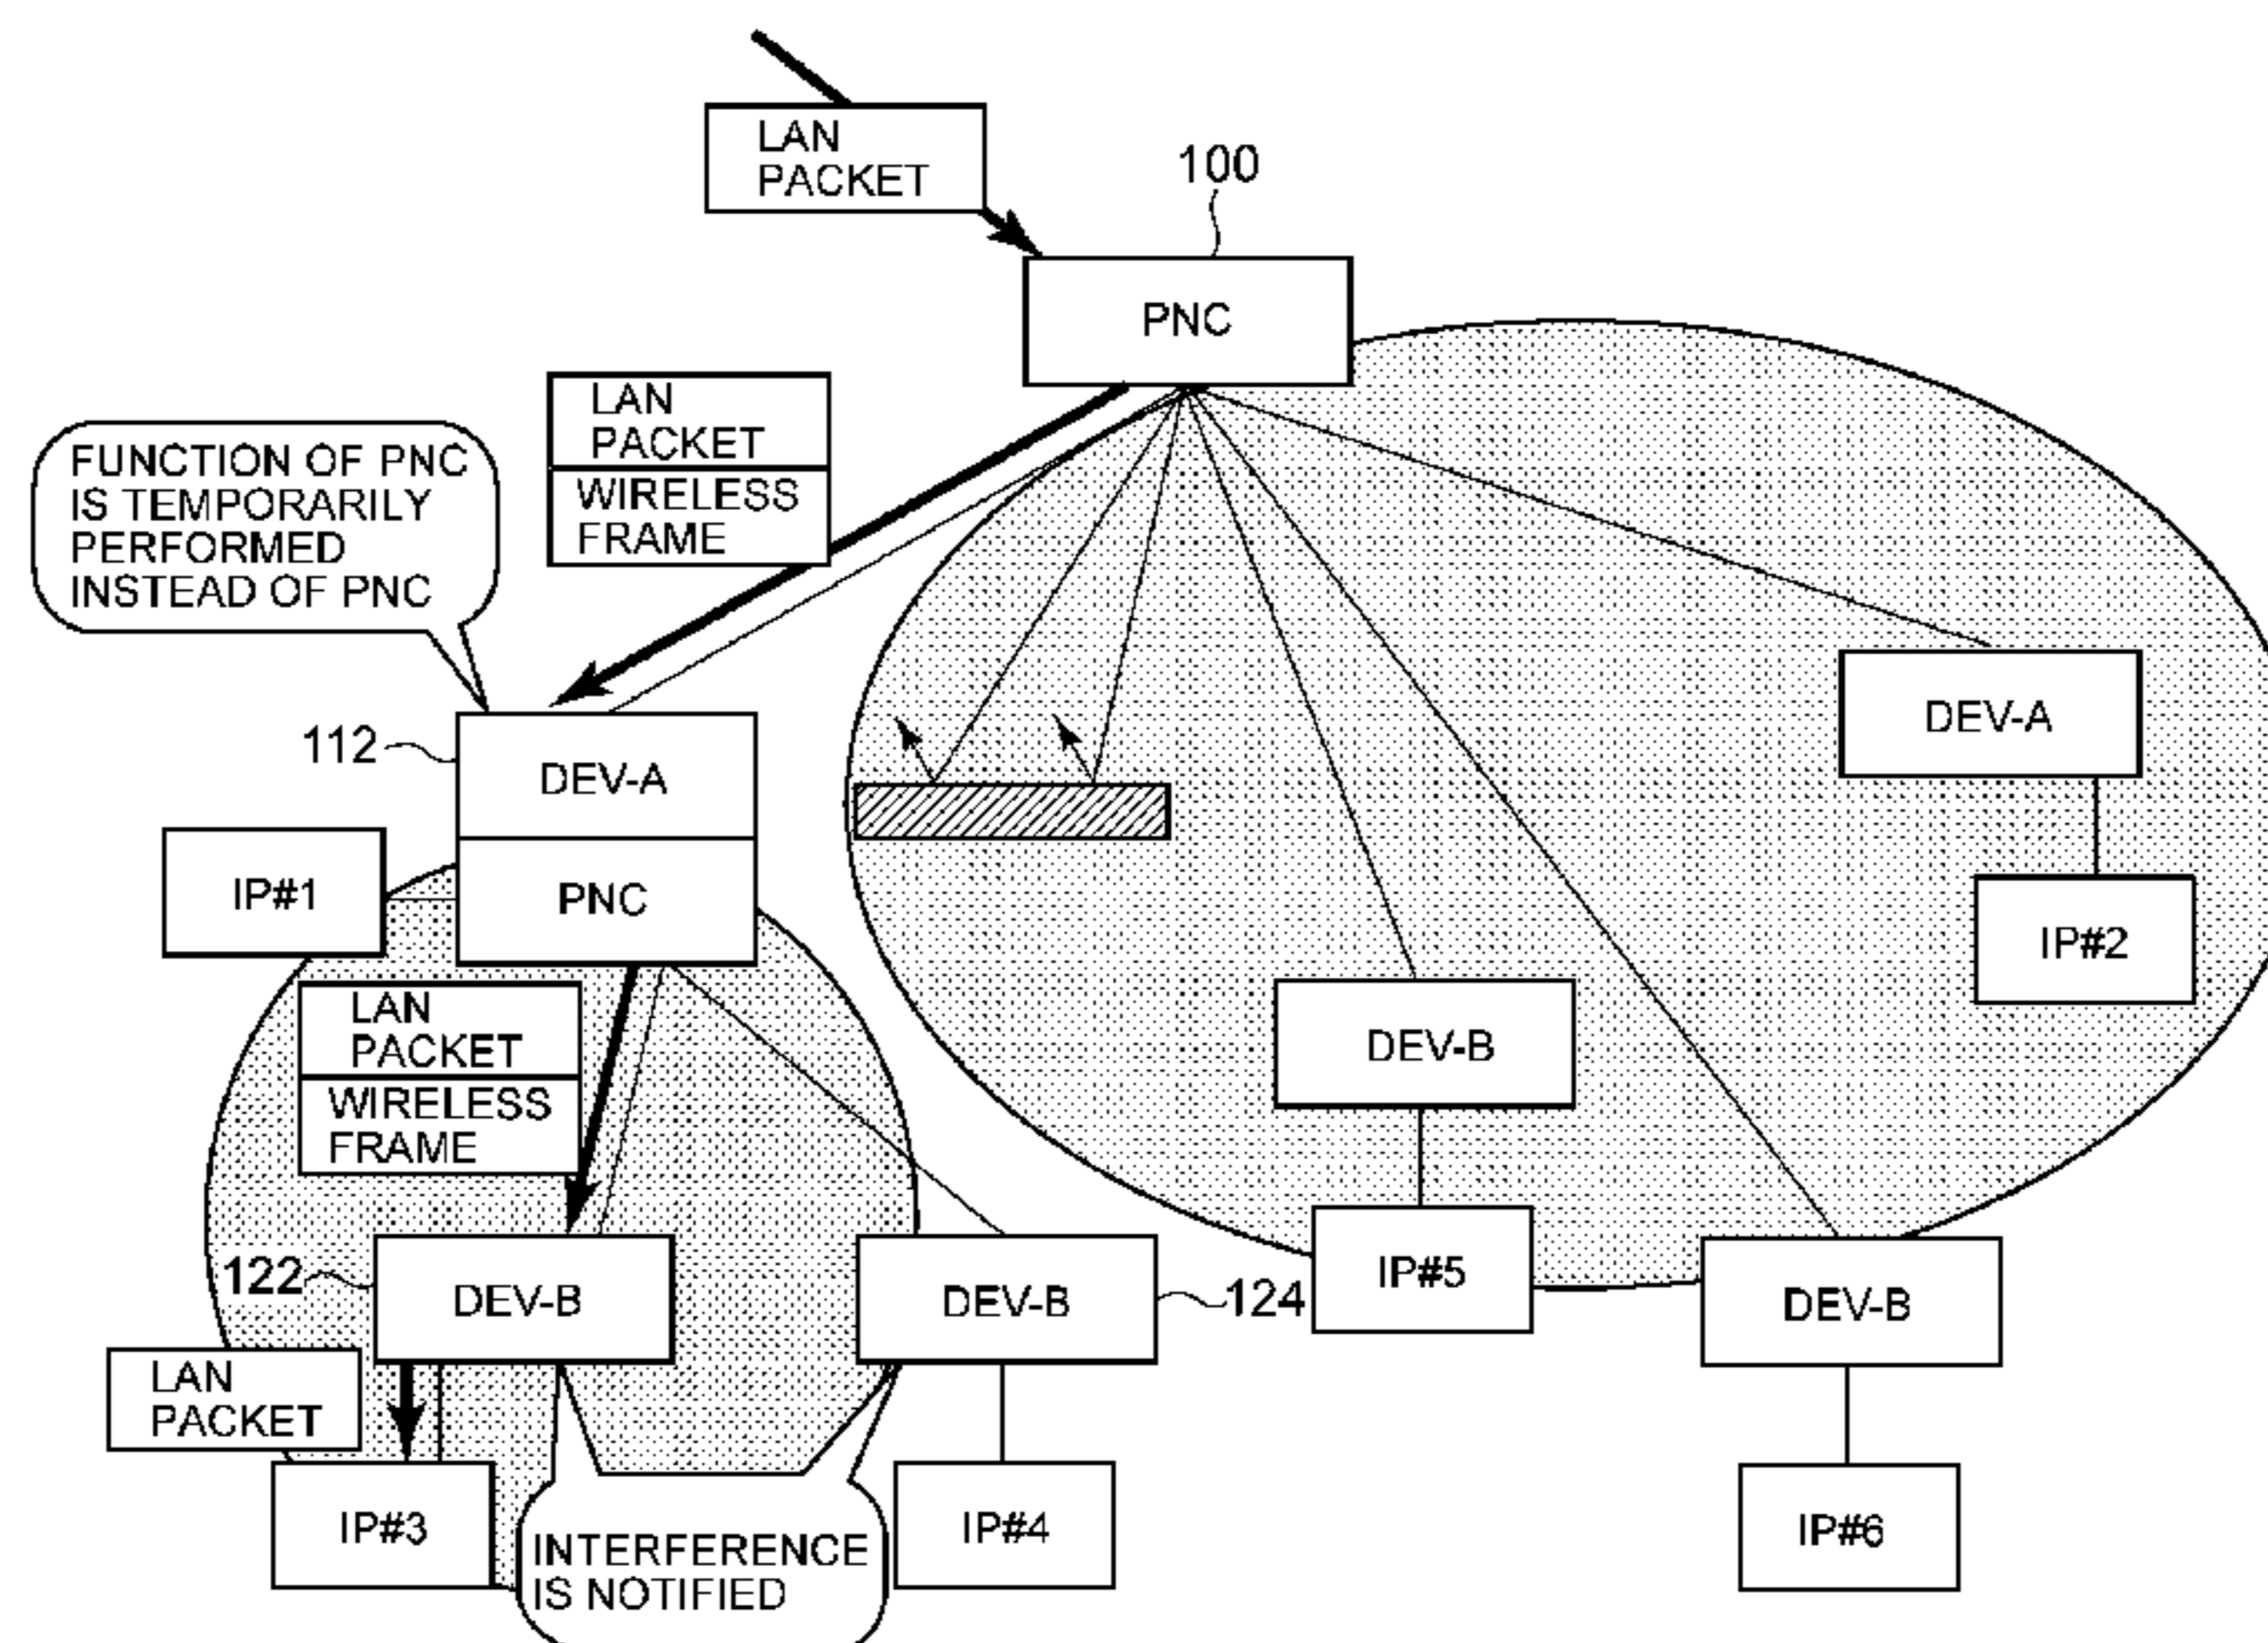 LAN
PACKET
100
PNC
LAN
PACKET
WIRELESS
FRAME
FUNCTION OF PNC
IS TEMPORARILY
PERFORMED
INSTEAD OF PNC
112
DEV-A
PNC
IP#1
DEV-A
IP#2
LAN
PACKET
WIRELESS
FRAME
DEV-B
IP#5
122
DEV-B
DEV-B
124
DEV-B
LAN
PACKET
IP#3
INTERFERENCE
IS NOTIFIED
IP#4
IP#6